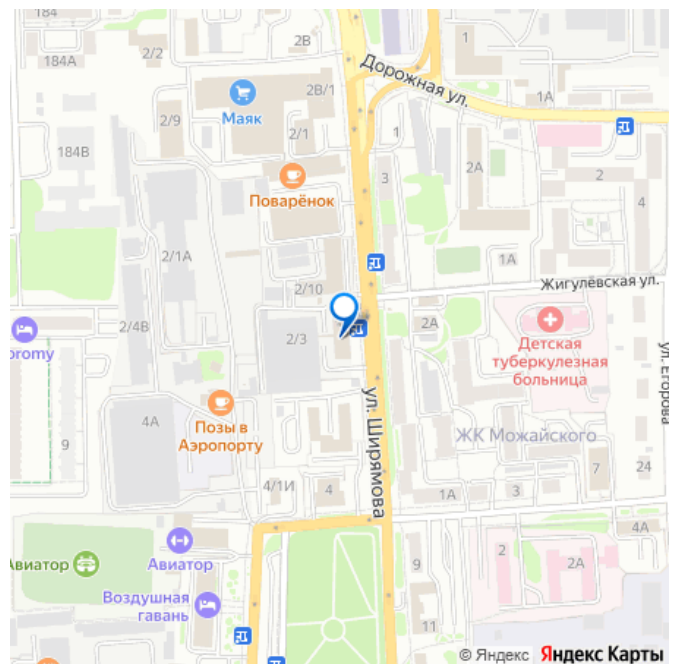 2В
2/2
184А
1
Дорожная ул.
2В/1
1А
Маяк
2/9
2/1
1
184В
2А
3
2
Поварёнок
4
2/1А
1А
2/10
Жигулёвская ул.
2А
2/4В
2/3
Детская
туберкулезная
больница
promy
ул. Егорова
4А
Позы в
Аэропорту
ул. Ширямова
ЖК Можайского
9
7
24
4/1И
4
1А
3
4А
Авиатор
Авиатор
9
2
2А
Воздушная
гавань
11
© Яндекс Яндекс Карты